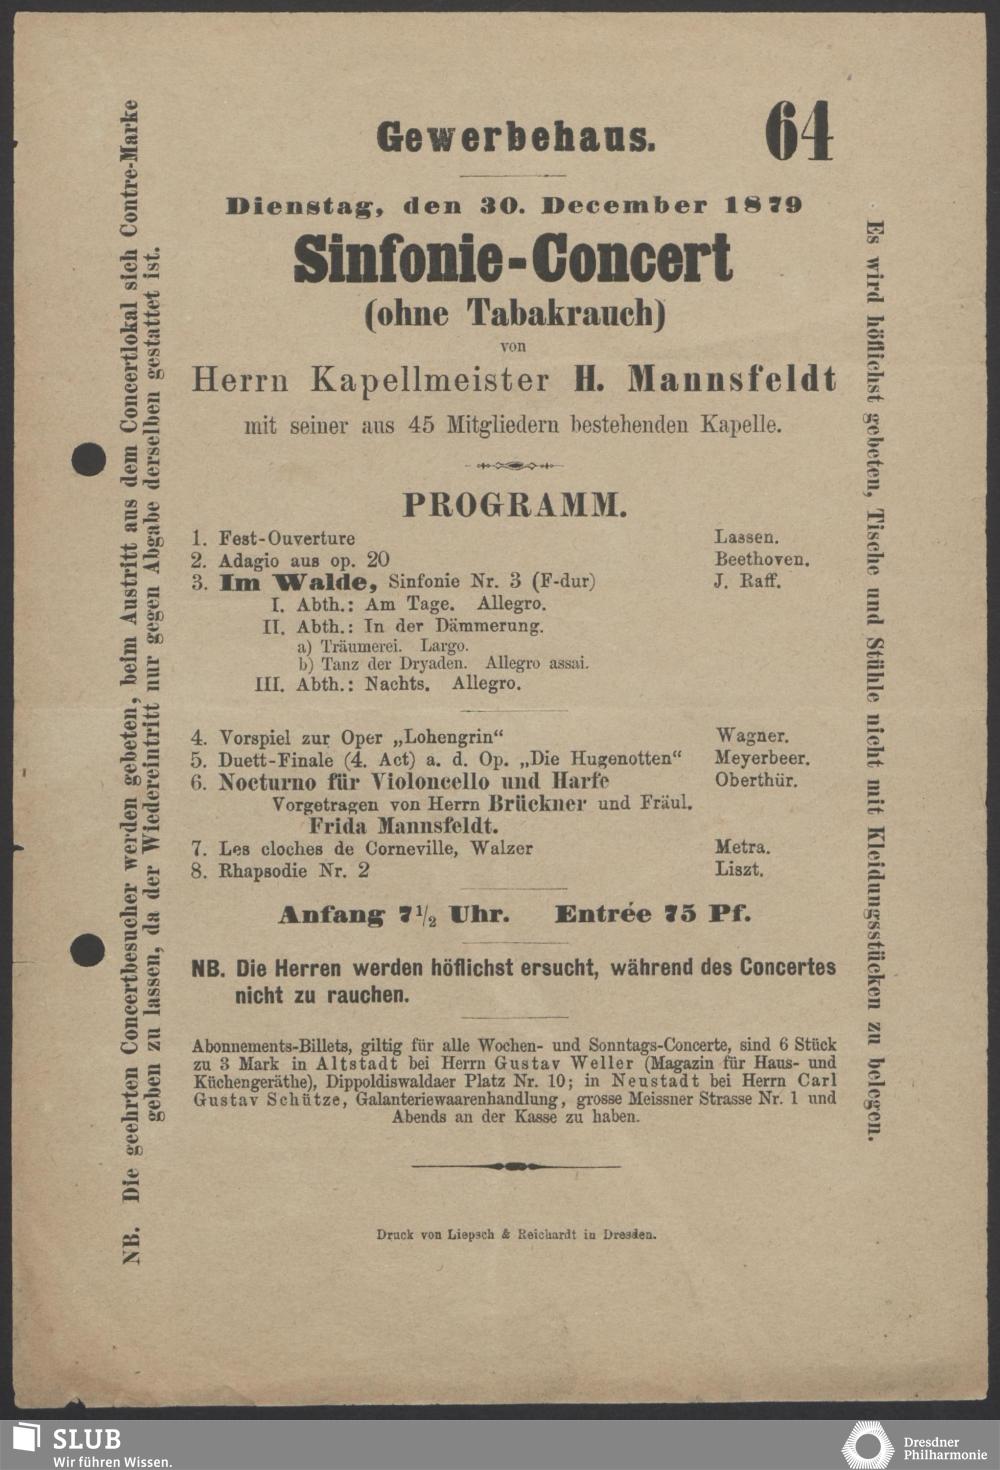 Gewerbehaus.
64
Dienstag, den 30. December 1879
Sinfonie-Concert
(ohne Tabakrauch)
von
Herrn Kapellmeister H. Mannsfeldt
mit seiner aus 45 Mitgliedern bestehenden Kapelle.
PROGRAMM.
1. Fest-Ouverture Lassen.
2. Adagio aus op. 20 Beethoven.
3. Im Walde, Sinfonie Nr. 3 (F-dur) J. Raff.
I. Abth.: Am Tage. Allegro.
II. Abth.: In der Dämmerung.
a) Träumerei. Largo.
b) Tanz der Dryaden. Allegro assai.
III. Abth.: Nachts. Allegro.
4. Vorspiel zur Oper „Lohengrin“ Wagner.
5. Duett-Finale (4. Act) a. d. Op. „Die Hugenotten“ Meyerbeer.
6. Nocturno für Violoncello und Harfe Oberthür.
Vorgetragen von Herrn Brückner und Fräul.
Frida Mannsfeldt.
7. Les cloches de Corneville, Walzer Metra.
8. Rhapsodie Nr. 2 Liszt.
Anfang 7 1/2 Uhr. Entrée 75 Pf.
NB. Die Herren werden höflichst ersucht, während des Concertes
nicht zu rauchen.
Abonnements-Billets, giltig für alle Wochen- und Sonntags-Concerte, sind 6 Stück
zu 3 Mark in Altstadt bei Herrn Gustav Weller (Magazin für Haus- und
Küchengeräthe), Dippoldiswaldaer Platz Nr. 10; in Neustadt bei Herrn Carl
Gustav Schütze, Galanteriewaarenhandlung, grosse Meissner Strasse Nr. 1 und
Abends an der Kasse zu haben.
Druck von Liepsch & Reichardt in Dresden.
NB. Die geehrten Concertbesucher werden gebeten, beim Austritt aus dem Concertlokal sich Contre-Marke
geben zu lassen, da der Wiedereintritt nur gegen Abgabe derselben gestattet ist.
Es wird höflichst gebeten, Tische und Stühle nicht mit Kleidungsstücken zu belegen.
SLUB
Wir führen Wissen.
Dresdner
Philharmonie